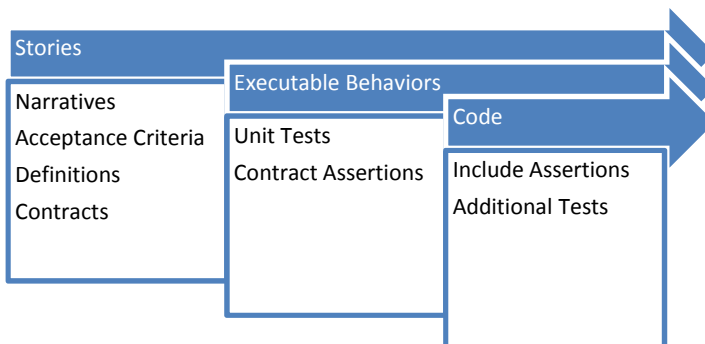 Stories
Narratives
Acceptance Criteria
Definitions
Contracts
Executable Behaviors
Unit Tests
Contract Assertions
Code
Include Assertions
Additional Tests